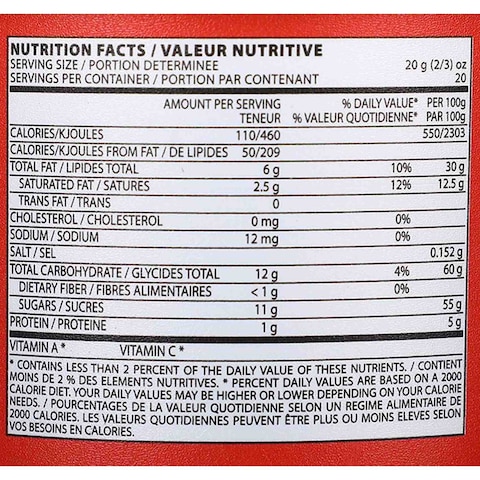 NUTRITION FACTS / VALEUR NUTRITIVE
SERVING SIZE / PORTION DETERMINEE 20 g (2/3) oz
SERVINGS PER CONTAINER / PORTION PAR CONTENANT 20
AMOUNT PER SERVING % DAILY VALUE* PER 100g
TENEUR % VALEUR QUOTIDIENNE* PAR 100g
CALORIES/KJOULES 110/460 550/2303
CALORIES/KJOULES FROM FAT / DE LIPIDES 50/209
TOTAL FAT / LIPIDES TOTAL 6 g 10% 30 g
SATURATED FAT / SATURES 2.5 g 12% 12.5 g
TRANS FAT / TRANS 0
CHOLESTEROL / CHOLESTEROL 0 mg 0%
SODIUM / SODIUM 12 mg 0%
SALT / SEL 0.152 g
TOTAL CARBOHYDRATE / GLYCIDES TOTAL 12 g 4% 60 g
DIETARY FIBER / FIBRES ALIMENTAIRES < 1 g 0%
SUGARS / SUCRES 11 g 55 g
PROTEIN / PROTEINE 1 g 5 g
VITAMIN A * VITAMIN C *
* CONTAINS LESS THAN 2 PERCENT OF THE DAILY VALUE OF THESE NUTRIENTS. / CONTIENT
MOINS DE 2 % DES ELEMENTS NUTRITIVES. * PERCENT DAILY VALUES ARE BASED ON A 2000
CALORIE DIET. YOUR DAILY VALUES MAY BE HIGHER OR LOWER DEPENDING ON YOUR CALORIE
NEEDS. / POURCENTAGES DE LA VALEUR QUOTIDIENNE SELON UN REGIME ALIMENTAIRE DE
2000 CALORIES. LES VALEURS QUOTIDIENNES PEUVENT ÊTRE PLUS OU MOINS ELEVES SELON
VOS BESOINS EN CALORIES.